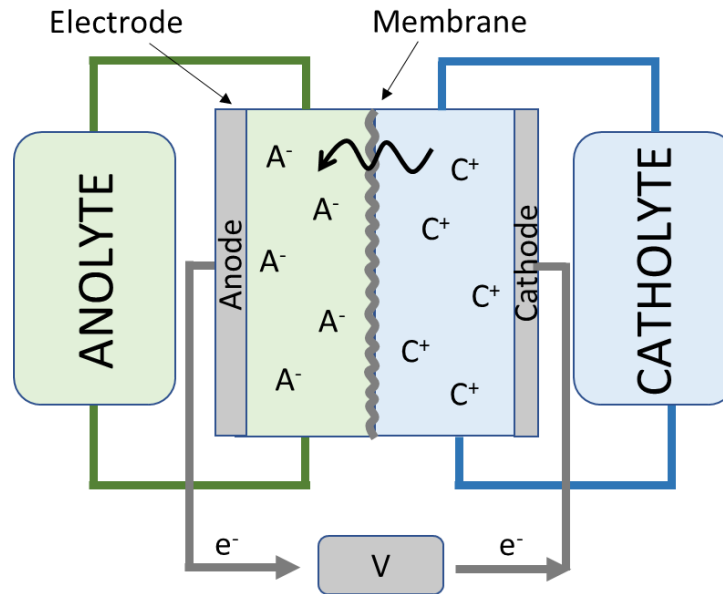 Electrode
Membrane
ANOLYTE
Anode
A⁻
A⁻
A⁻
A⁻
A⁻
C⁺
C⁺
C⁺
C⁺
C⁺
Cathode
CATHOLYTE
e⁻
V
e⁻